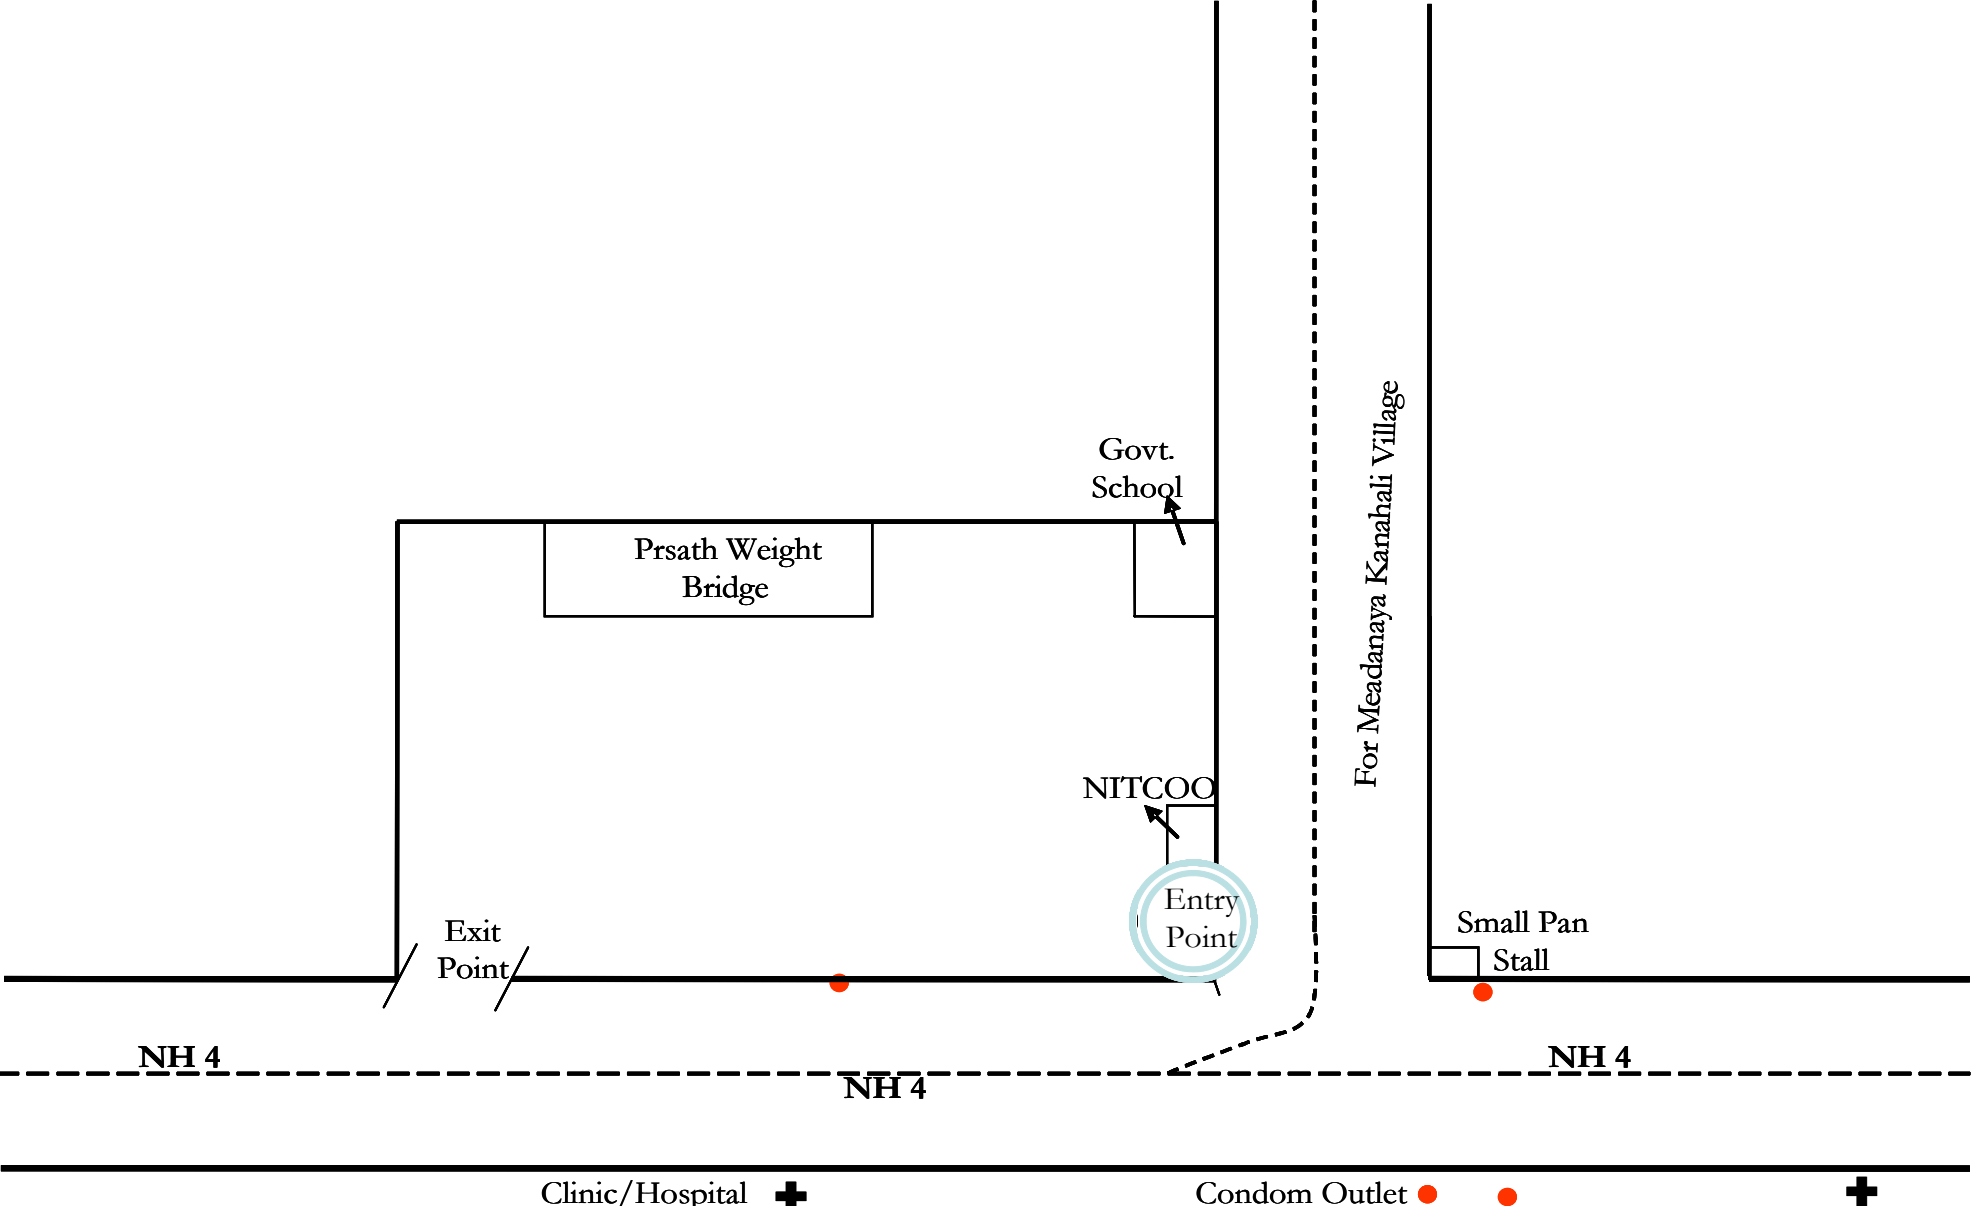 Govt.
School
Prsath Weight
Bridge
For Meadanaya Kanahali Village
NITCOO
Entry
Point
Exit
Point
Small Pan
Stall
NH 4
NH 4
NH 4
Clinic/Hospital
Condom Outlet